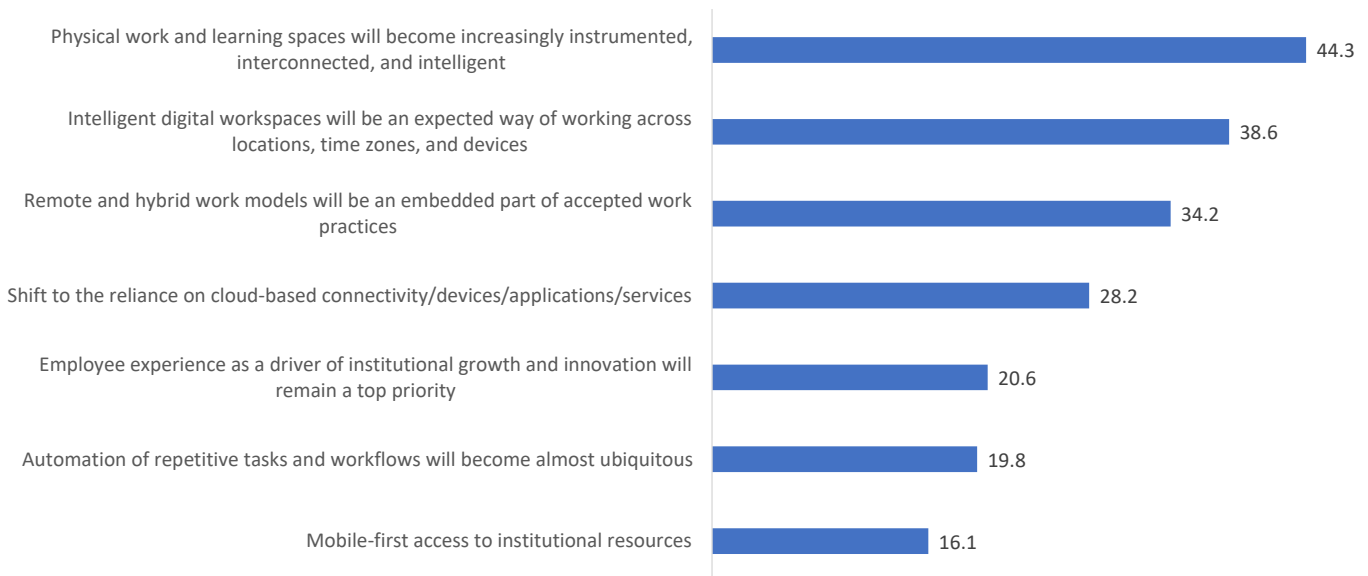 Physical work and learning spaces will become increasingly instrumented,
interconnected, and intelligent
44.3
Intelligent digital workspaces will be an expected way of working across
locations, time zones, and devices
38.6
Remote and hybrid work models will be an embedded part of accepted work
practices
34.2
Shift to the reliance on cloud-based connectivity/devices/applications/services
28.2
Employee experience as a driver of institutional growth and innovation will
remain a top priority
20.6
Automation of repetitive tasks and workflows will become almost ubiquitous
19.8
Mobile-first access to institutional resources
16.1